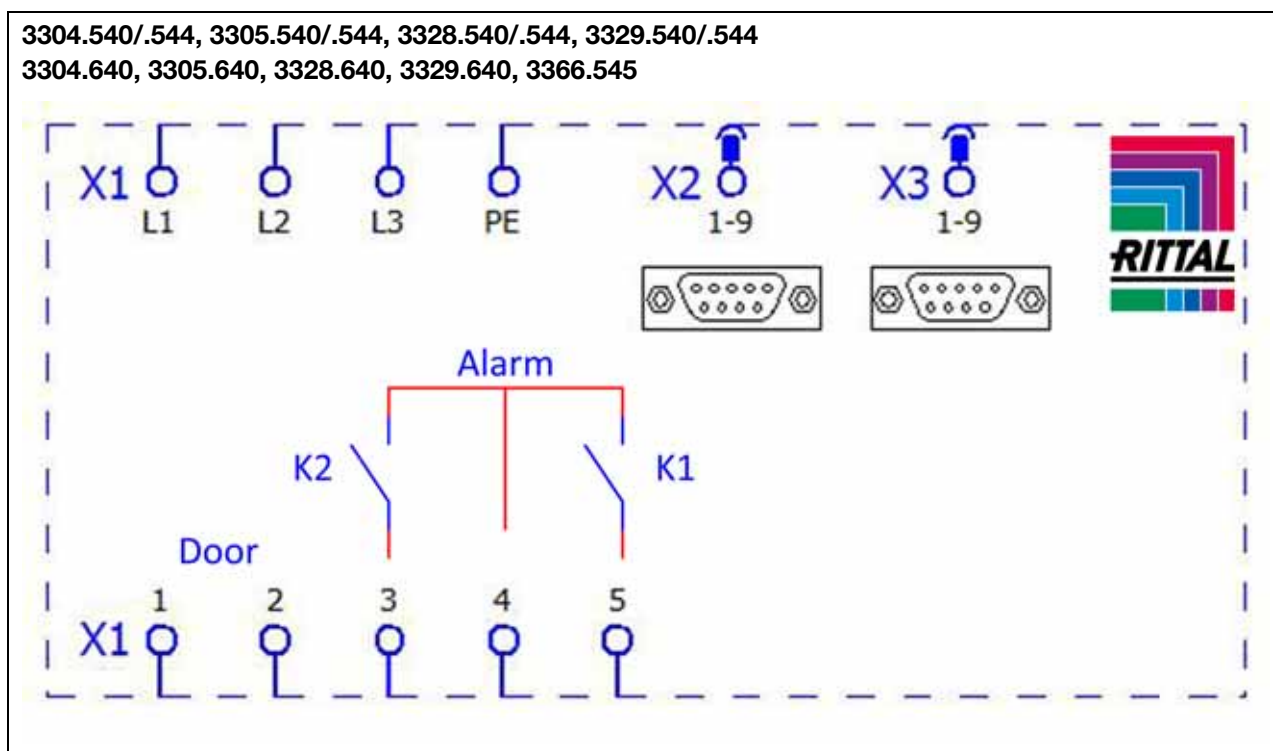 3304.540/.544, 3305.540/.544, 3328.540/.544, 3329.540/.544
3304.640, 3305.640, 3328.640, 3329.640, 3366.545
X1 L1 L2 L3 PE
X2 1-9
X3 1-9
RITTAL
Alarm
K2 K1
Door
1 2 3 4 5
X1